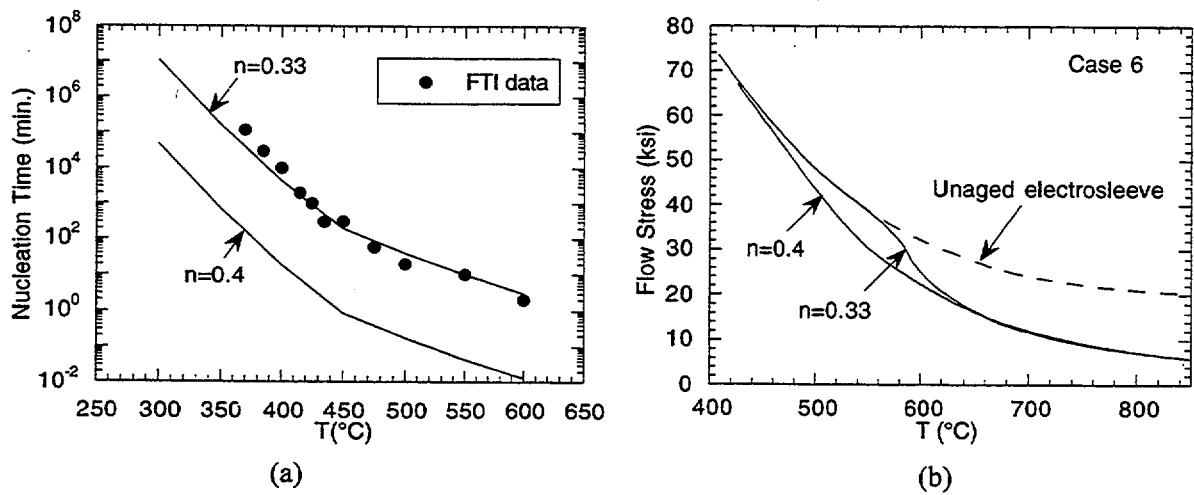 10^8
10^6
10^4
10^2
10^0
10^-2
Nucleation Time (min.)
n=0.33
n=0.4
FTI data
250 300 350 400 450 500 550 600 650
T(°C)
(a)
80
70
60
50
40
30
20
10
0
Flow Stress (ksi)
Case 6
Unaged electrosleeve
n=0.4
n=0.33
400 500 600 700 800
T (°C)
(b)